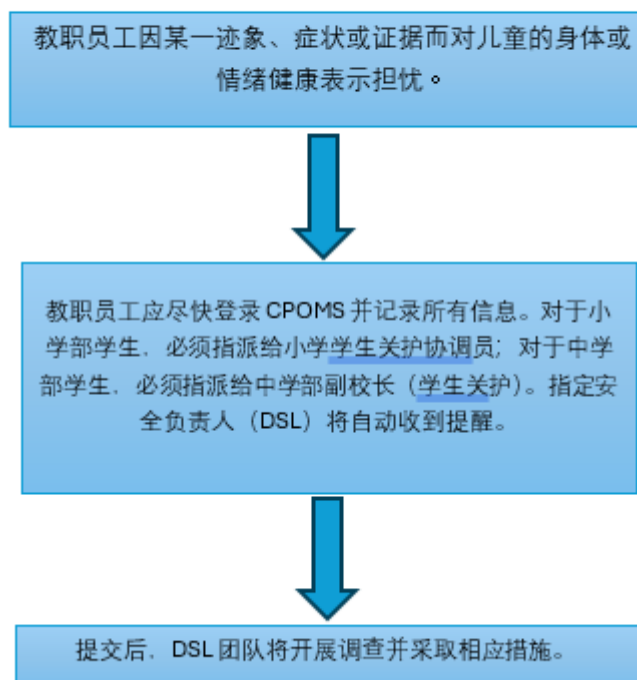 教职员工因某一迹象、症状或证据而对儿童的身体或
情绪健康表示担忧。
教职员工应尽快登录 CPOMS 并记录所有信息。对于小
学部学生，必须指派给小学学生关护协调员；对于中学
部学生，必须指派给中学部副校长（学生关护）。指定安
全负责人（DSL）将自动收到提醒。
提交后，DSL 团队将开展调查并采取相应措施。